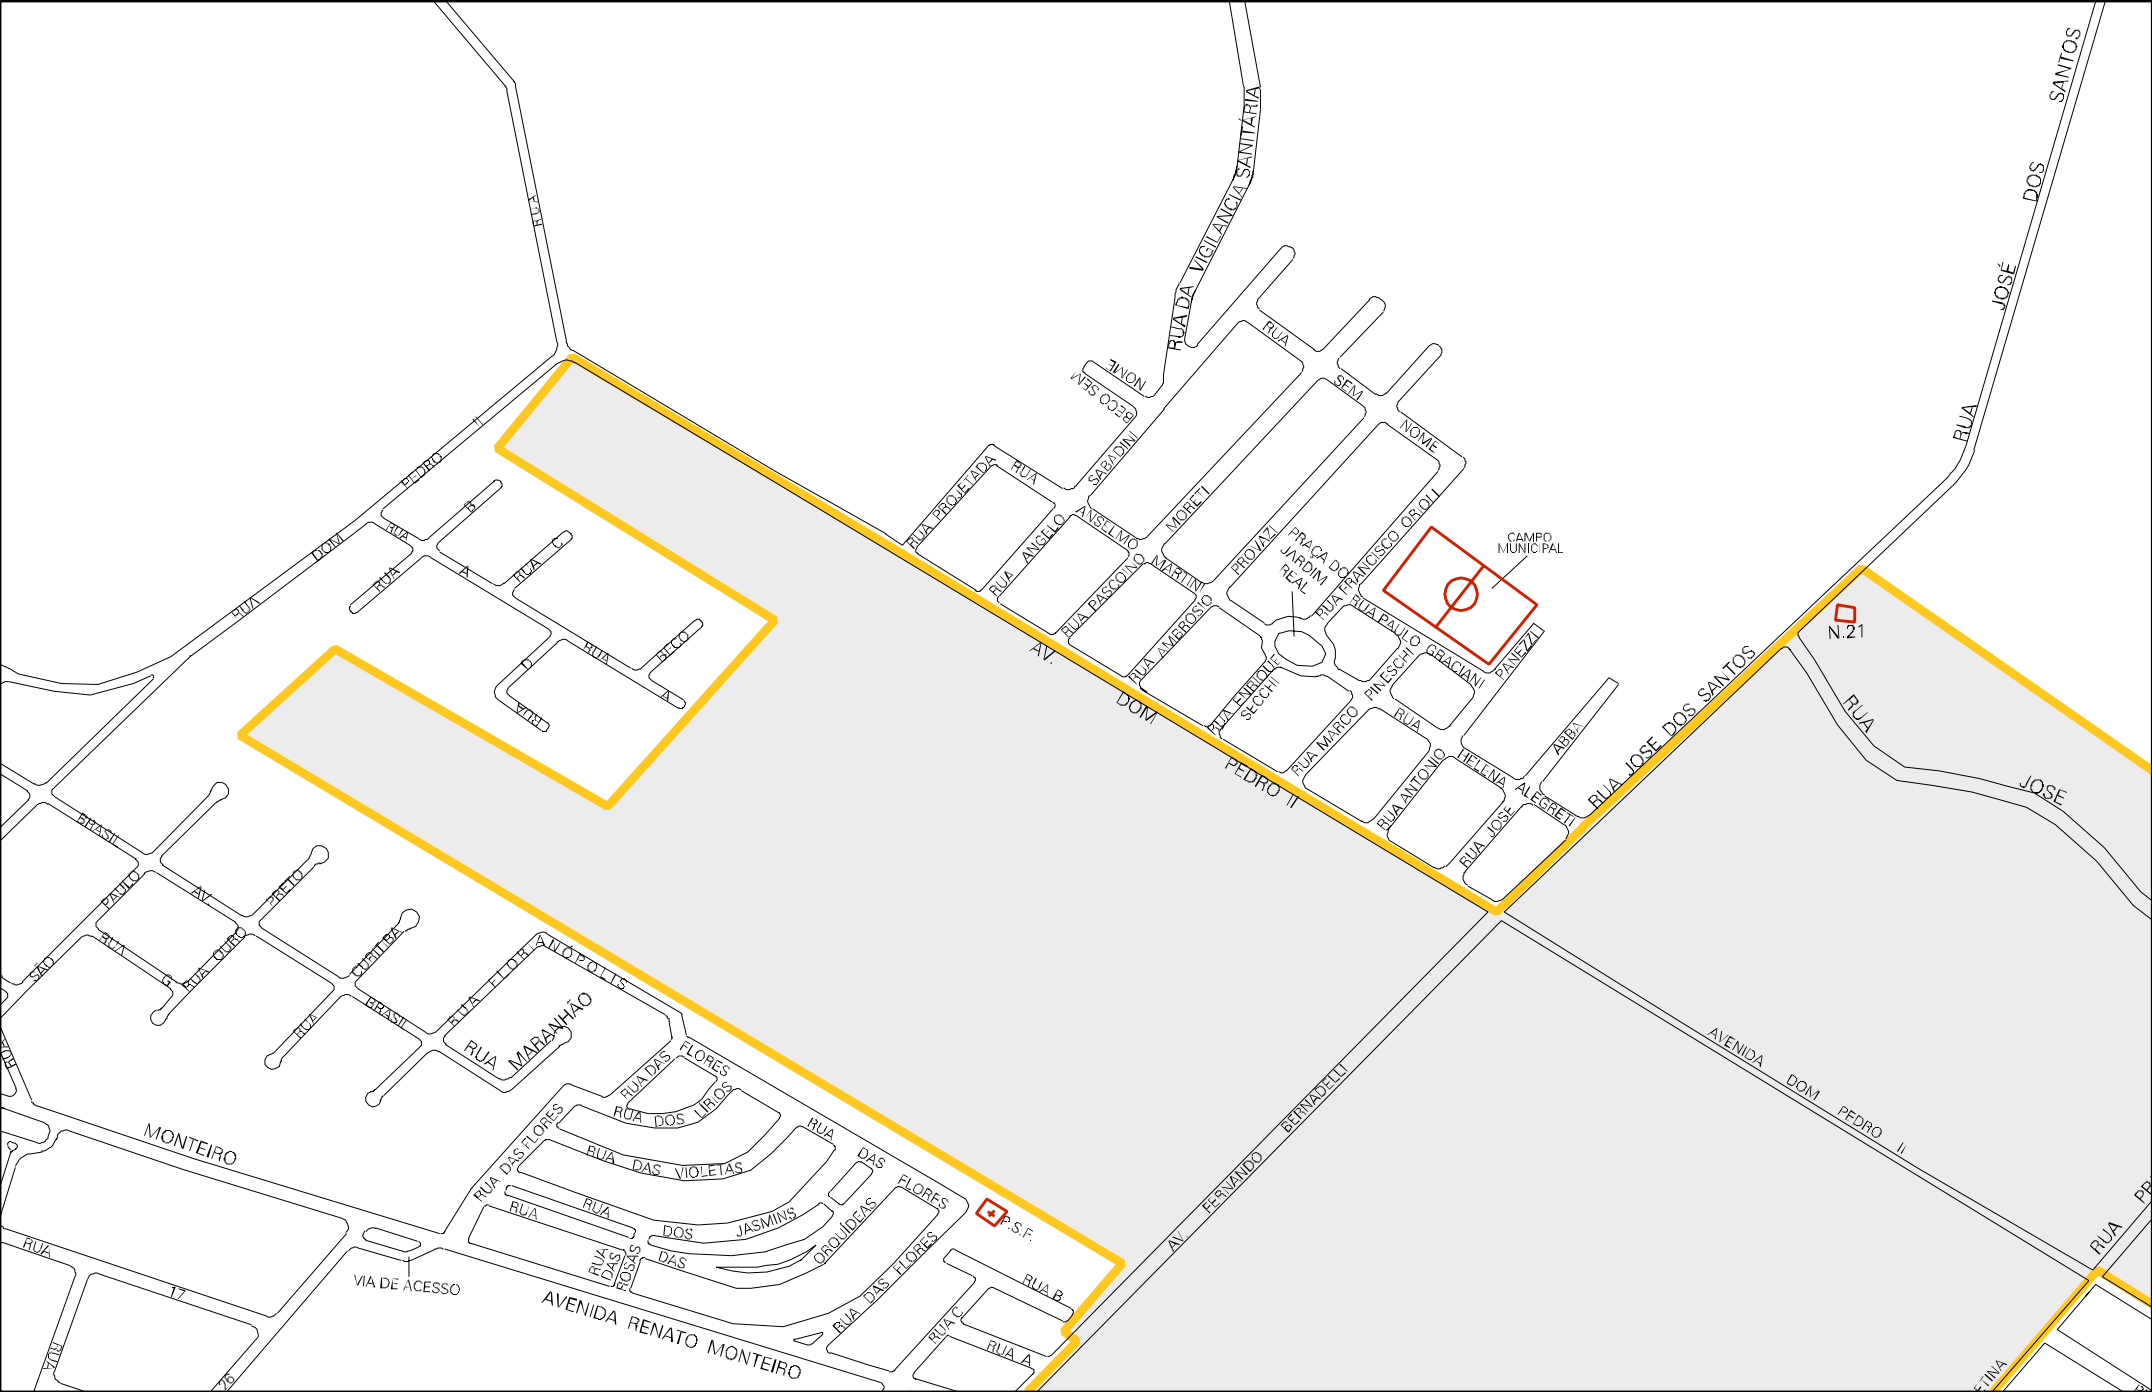 RUA
RUA DA VIGILANCIA SANITÁRIA
RUA JOSÉ DOS SANTOS
RUA DOM PEDRO II
RUA B
RUA A
RUA C
RUA D
RUA A
BECO
BECO SEM
NOME
RUA PROJETADA
RUA ANSELMO MARTINI
RUA ANGELO SABADINI
RUA PASCOINO MORETI
RUA AMBROSIO PROVAZI
RUA SEM NOME
PRAÇA DO
JARDIM
REAL
RUA FRANCISCO ORIOLI
RUA ENRIQUE
SECCHI
RUA PAULO GRACIANI
RUA MARCO PINESCHI
RUA ANTONIO PANEZZI
RUA HELENA ALEGRETI
RUA JOSE ABBA
CAMPO
MUNICIPAL
AV. DOM PEDRO II
RUA JOSE DOS SANTOS
N.21
RUA JOSE
AV. BRASIL
BRASIL
SÃO PAULO
RUA G
RUA OURO PRETO
RUA CURITIBA
RUA FLORIANÓPOLIS
RUA MARANHÃO
RUA DAS FLORES
RUA DOS LÍRIOS
RUA DAS VIOLETAS
RUA DAS FLORES
RUA DAS FLORES
RUA DOS JASMINS
RUA DAS ORQUÍDEAS
RUA
DAS
ROSAS
RUA DAS FLORES
P.S.F.
RUA B
RUA C
RUA A
MONTEIRO
VIA DE ACESSO
AVENIDA RENATO MONTEIRO
RUA 17
RUA
26
AV. FERNANDO BERNADELLI
AVENIDA DOM PEDRO II
RUA PR
ETINA